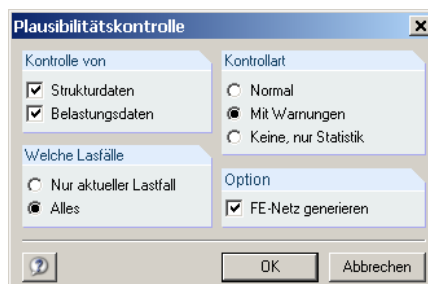 Plausibilitätskontrolle
Kontrolle von
Strukturdaten
Belastungsdaten
Welche Lasfälle
Nur aktueller Lastfall
Alles
Kontrollart
Normal
Mit Warnungen
Keine, nur Statistik
Option
FE-Netz generieren
OK
Abbrechen